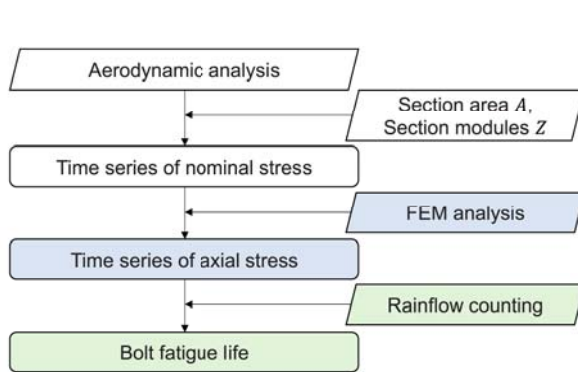 Aerodynamic analysis
Section area A,
Section modules Z
Time series of nominal stress
FEM analysis
Time series of axial stress
Rainflow counting
Bolt fatigue life